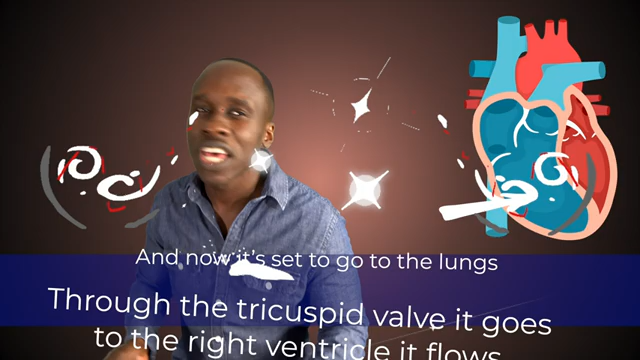 And now it's set to go to the lungs
Through the tricuspid valve it goes
to the right ventricle it flows